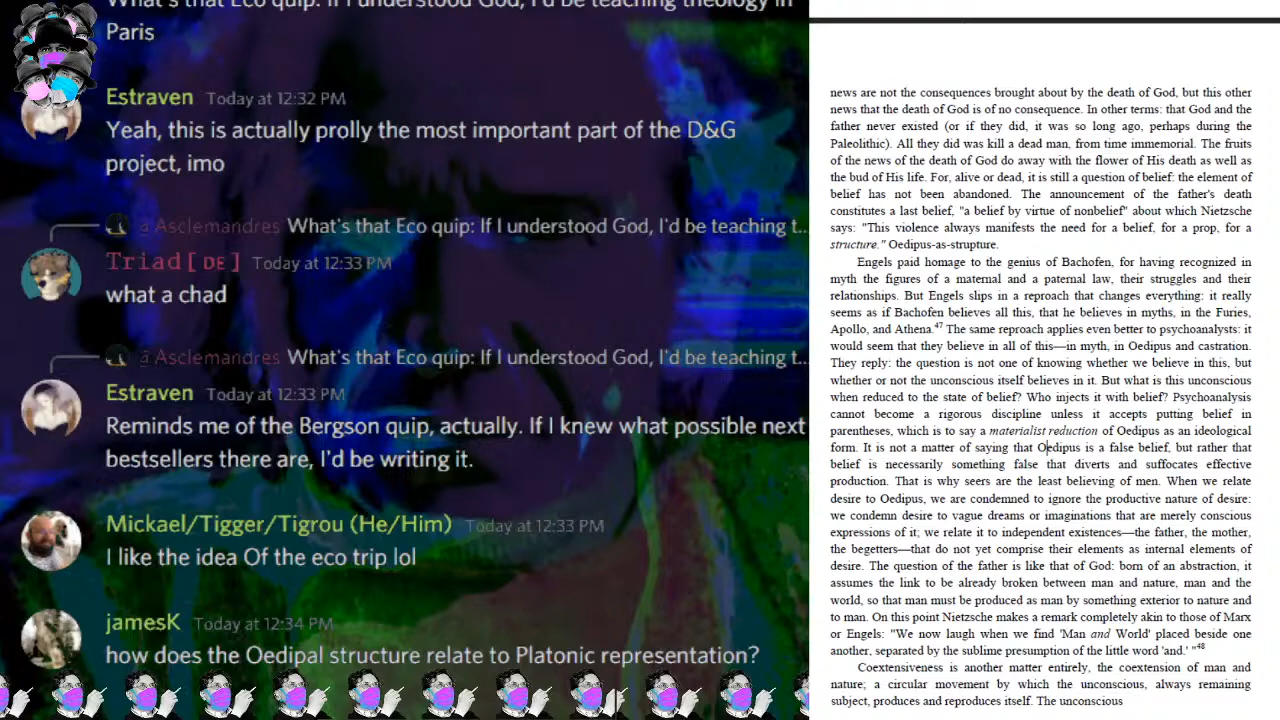 What's that Eco quip: If I understood God, I'd be teaching theology in
Paris
Estraven Today at 12:32 PM
Yeah, this is actually prolly the most important part of the D&G
project, imo
Asclemandres What's that Eco quip: If I understood God, I'd be teaching t...
Triad[DE] Today at 12:33 PM
what a chad
Asclemandres What's that Eco quip: If I understood God, I'd be teaching t...
Estraven Today at 12:33 PM
Reminds me of the Bergson quip, actually. If I knew what possible next
bestsellers there are, I'd be writing it.
Mickael/Tigger/Tigrou (He/Him) Today at 12:33 PM
I like the idea Of the eco trip lol
jamesK Today at 12:34 PM
how does the Oedipal structure relate to Platonic representation?
news are not the consequences brought about by the death of God, but this other
news that the death of God is of no consequence. In other terms: that God and the
father never existed (or if they did, it was so long ago, perhaps during the
Paleolithic). All they did was kill a dead man, from time immemorial. The fruits
of the news of the death of God do away with the flower of His death as well as
the bud of His life. For, alive or dead, it is still a question of belief: the element of
belief has not been abandoned. The announcement of the father's death
constitutes a last belief, "a belief by virtue of nonbelief" about which Nietzsche
says: "This violence always manifests the need for a belief, for a prop, for a
structure." Oedipus-as-strupture.
Engels paid homage to the genius of Bachofen, for having recognized in
myth the figures of a maternal and a paternal law, their struggles and their
relationships. But Engels slips in a reproach that changes everything: it really
seems as if Bachofen believes all this, that he believes in myths, in the Furies,
Apollo, and Athena.47 The same reproach applies even better to psychoanalysts: it
would seem that they believe in all of this—in myth, in Oedipus and castration.
They reply: the question is not one of knowing whether we believe in this, but
whether or not the unconscious itself believes in it. But what is this unconscious
when reduced to the state of belief? Who injects it with belief? Psychoanalysis
cannot become a rigorous discipline unless it accepts putting belief in
parentheses, which is to say a materialist reduction of Oedipus as an ideological
form. It is not a matter of saying that Oedipus is a false belief, but rather that
belief is necessarily something false that diverts and suffocates effective
production. That is why seers are the least believing of men. When we relate
desire to Oedipus, we are condemned to ignore the productive nature of desire:
we condemn desire to vague dreams or imaginations that are merely conscious
expressions of it; we relate it to independent existences—the father, the mother,
the begetters—that do not yet comprise their elements as internal elements of
desire. The question of the father is like that of God: born of an abstraction, it
assumes the link to be already broken between man and nature, man and the
world, so that man must be produced as man by something exterior to nature and
to man. On this point Nietzsche makes a remark completely akin to those of Marx
or Engels: "We now laugh when we find 'Man and World' placed beside one
another, separated by the sublime presumption of the little word 'and.' "48
Coextensiveness is another matter entirely, the coextension of man and
nature; a circular movement by which the unconscious, always remaining
subject, produces and reproduces itself. The unconscious